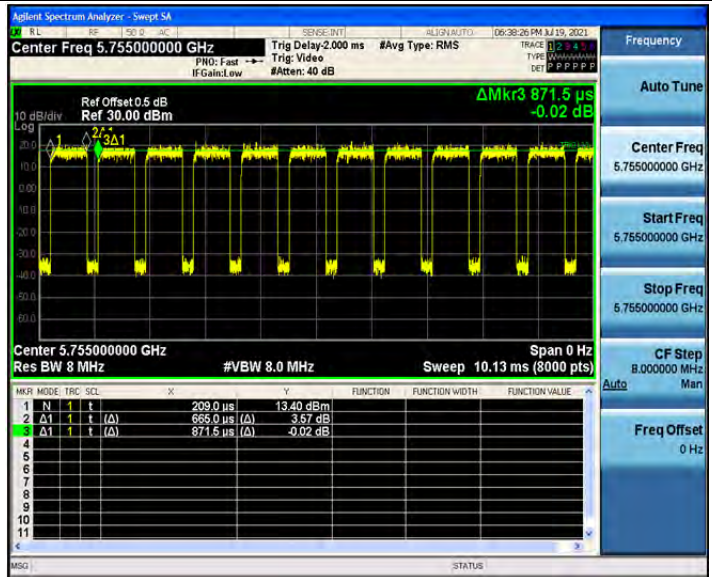 Agilent Spectrum Analyzer - Swept SA
RL RF 50 Ω AC SENSE:INT ALIGNAUTO 06:38:26 PM Jul 19, 2021
Center Freq 5.755000000 GHz
PNO: Fast
IFGain:Low
Trig Delay-2.000 ms
Trig: Video
#Atten: 40 dB
#Avg Type: RMS
TRACE 1 2 3 4 5 6
TYPE
DET P P P P P P
ΔMkr3 871.5 µs
-0.02 dB
Ref Offset 0.5 dB
10 dB/div Ref 30.00 dBm
Log
20.0
10.0
0.00
-10.0
-20.0
-30.0
-40.0
-50.0
-60.0
1
3Δ1
Center 5.755000000 GHz Span 0 Hz
Res BW 8 MHz #VBW 8.0 MHz Sweep 10.13 ms (8000 pts)
MKR MODE TRC SCL X Y FUNCTION FUNCTION WIDTH FUNCTION VALUE
1 N 1 t 209.0 µs 13.40 dBm
2 Δ1 1 t (Δ) 665.0 µs (Δ) 3.57 dB
3 Δ1 1 t (Δ) 871.5 µs (Δ) -0.02 dB
4
5
6
7
8
9
10
11
MSG STATUS
Frequency
Auto Tune
Center Freq
5.755000000 GHz
Start Freq
5.755000000 GHz
Stop Freq
5.755000000 GHz
CF Step
8.000000 MHz
Auto Man
Freq Offset
0 Hz